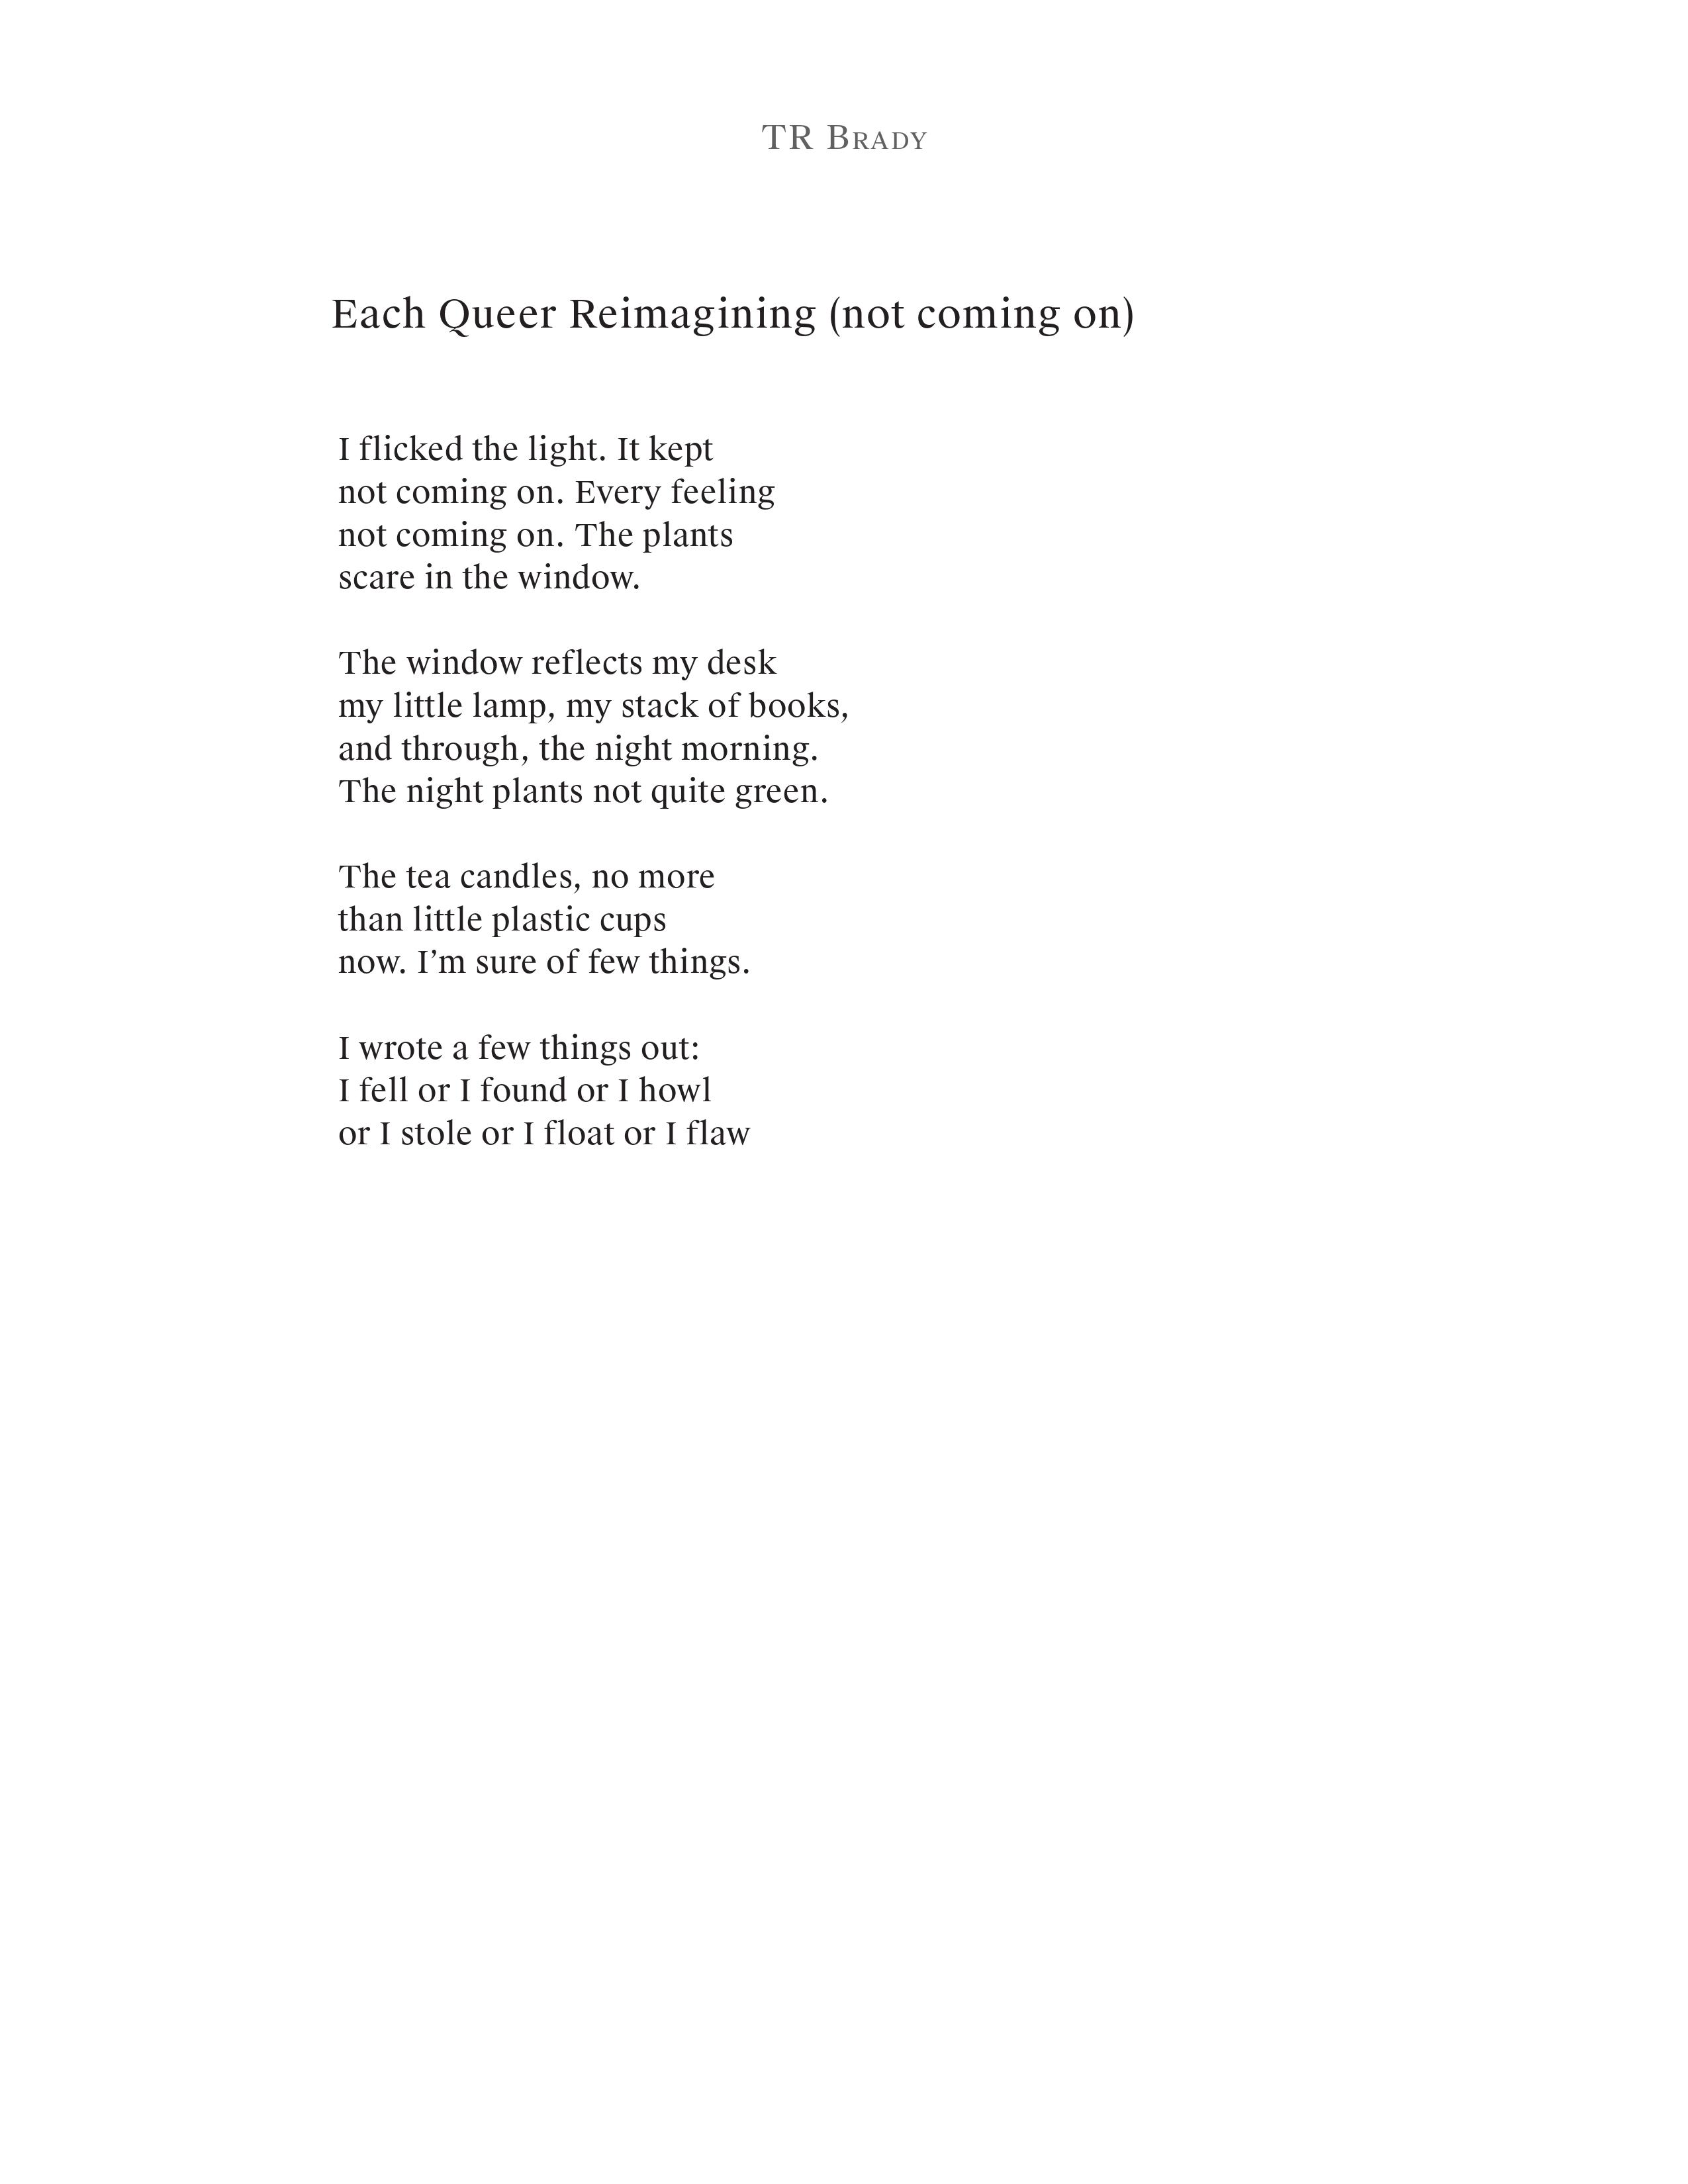 TR Brady
Each Queer Reimagining (not coming on)
I flicked the light. It kept
not coming on. Every feeling
not coming on. The plants
scare in the window.
The window reflects my desk
my little lamp, my stack of books,
and through, the night morning.
The night plants not quite green.
The tea candles, no more
than little plastic cups
now. I’m sure of few things.
I wrote a few things out:
I fell or I found or I howl
or I stole or I float or I flaw